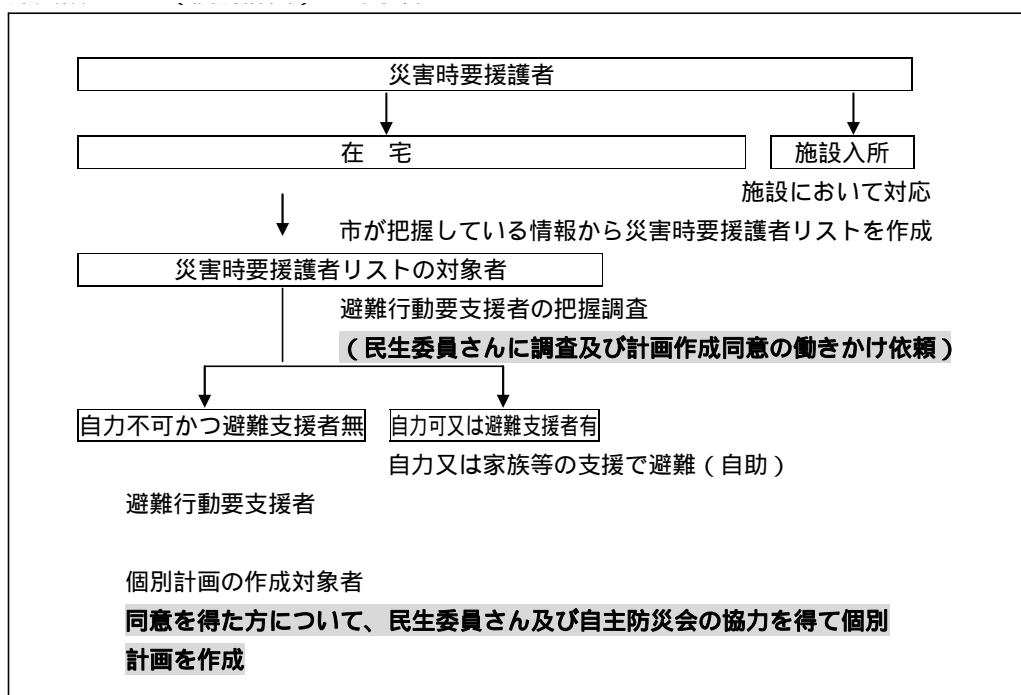 災害時要援護者
在　宅
施設入所
施設において対応
市が把握している情報から災害時要援護者リストを作成
災害時要援護者リストの対象者
避難行動要支援者の把握調査
（民生委員さんに調査及び計画作成同意の働きかけ依頼）
自力不可かつ避難支援者無
自力可又は避難支援者有
自力又は家族等の支援で避難（自助）
避難行動要支援者
個別計画の作成対象者
同意を得た方について、民生委員さん及び自主防災会の協力を得て個別
計画を作成